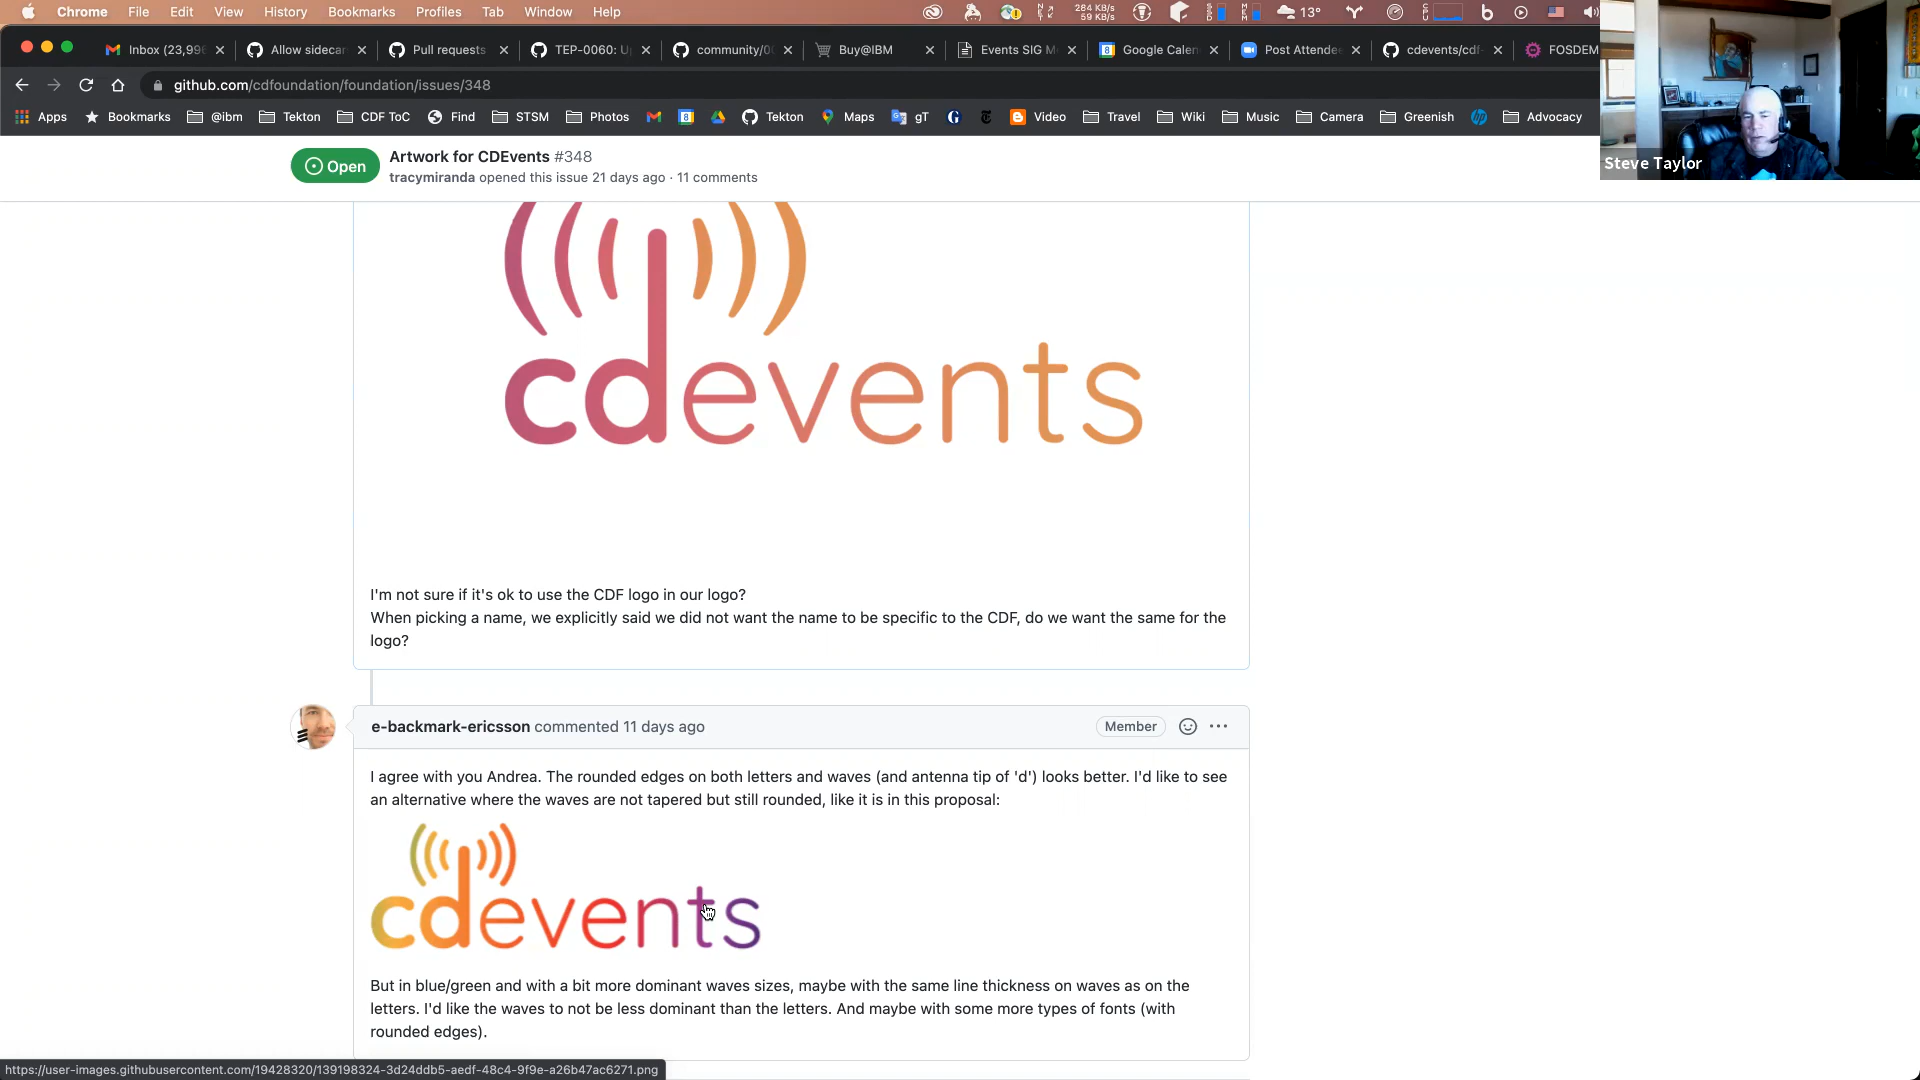 Chrome File Edit View History Bookmarks Profiles Tab Window Help
284 KB/s
59 KB/s
13°
Inbox (23,996
Allow sidecar
Pull requests
TEP-0060: U
community/00
Buy@IBM
Events SIG M
Google Calen
Post Attende
cdevents/cdf-
FOSDEM
github.com/cdfoundation/foundation/issues/348
Apps Bookmarks @ibm Tekton CDF ToC Find STSM Photos Tekton Maps gT Video Travel Wiki Music Camera Greenish Advocacy
Steve Taylor
Open
Artwork for CDEvents #348
tracymiranda opened this issue 21 days ago · 11 comments
cdevents
I'm not sure if it's ok to use the CDF logo in our logo?
When picking a name, we explicitly said we did not want the name to be specific to the CDF, do we want the same for the
logo?
e-backmark-ericsson commented 11 days ago
Member
I agree with you Andrea. The rounded edges on both letters and waves (and antenna tip of 'd') looks better. I'd like to see
an alternative where the waves are not tapered but still rounded, like it is in this proposal:
cdevents
But in blue/green and with a bit more dominant waves sizes, maybe with the same line thickness on waves as on the
letters. I'd like the waves to not be less dominant than the letters. And maybe with some more types of fonts (with
rounded edges).
https://user-images.githubusercontent.com/19428320/139198324-3d24ddb5-aedf-48c4-9f9e-a26b47ac6271.png